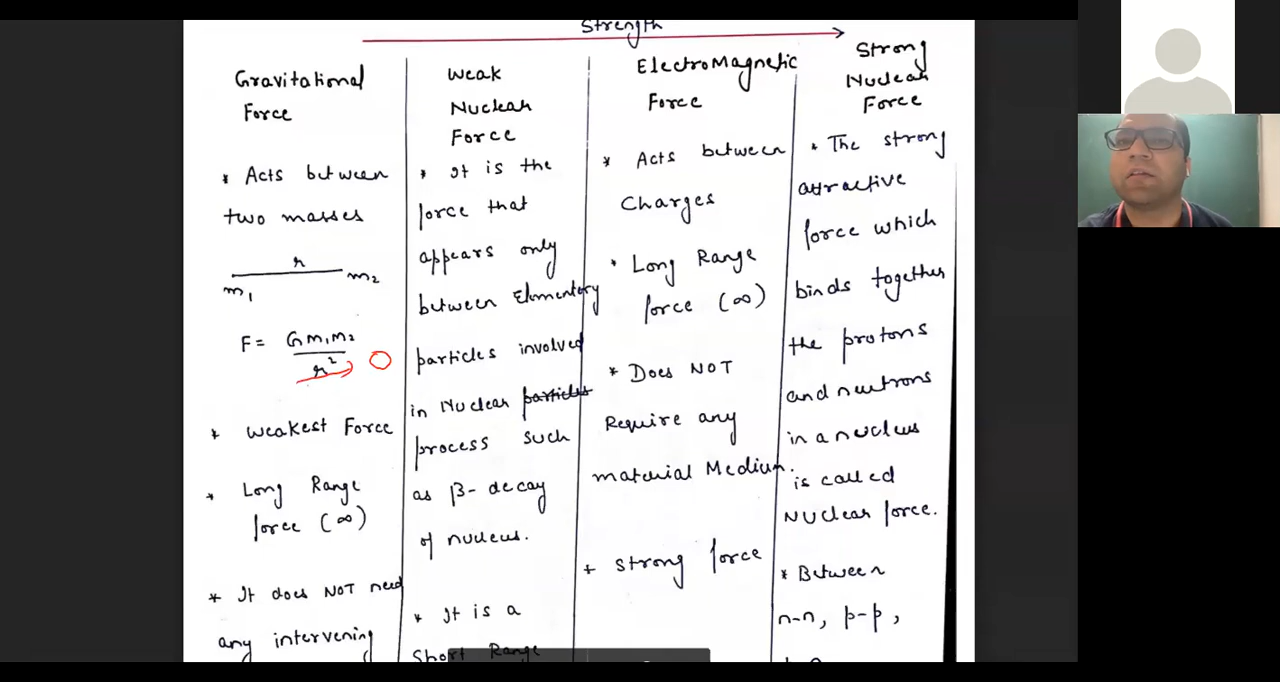 Strength
Gravitational
Force
* Acts between
two masses
r
m1 m2
F = Gm1m2
r²
* Weakest Force
* Long Range
force (∞)
* It does NOT need
any intervening
Weak
Nuclear
Force
* It is the
force that
appears only
between Elementory
particles involved
in Nuclear particles
process such
as β-decay
of nucleus.
* It is a
Short Range
ElectroMagnetic
Force
* Acts between
Charges
* Long Range
force (∞)
* Does NOT
Require any
material Medium.
+ Strong force
Strong
Nuclear
Force
* The strong
attractive
force which
binds together
the protons
and neutrons
in a nucleus
is called
Nuclear force.
* Between
n-n, p-p,